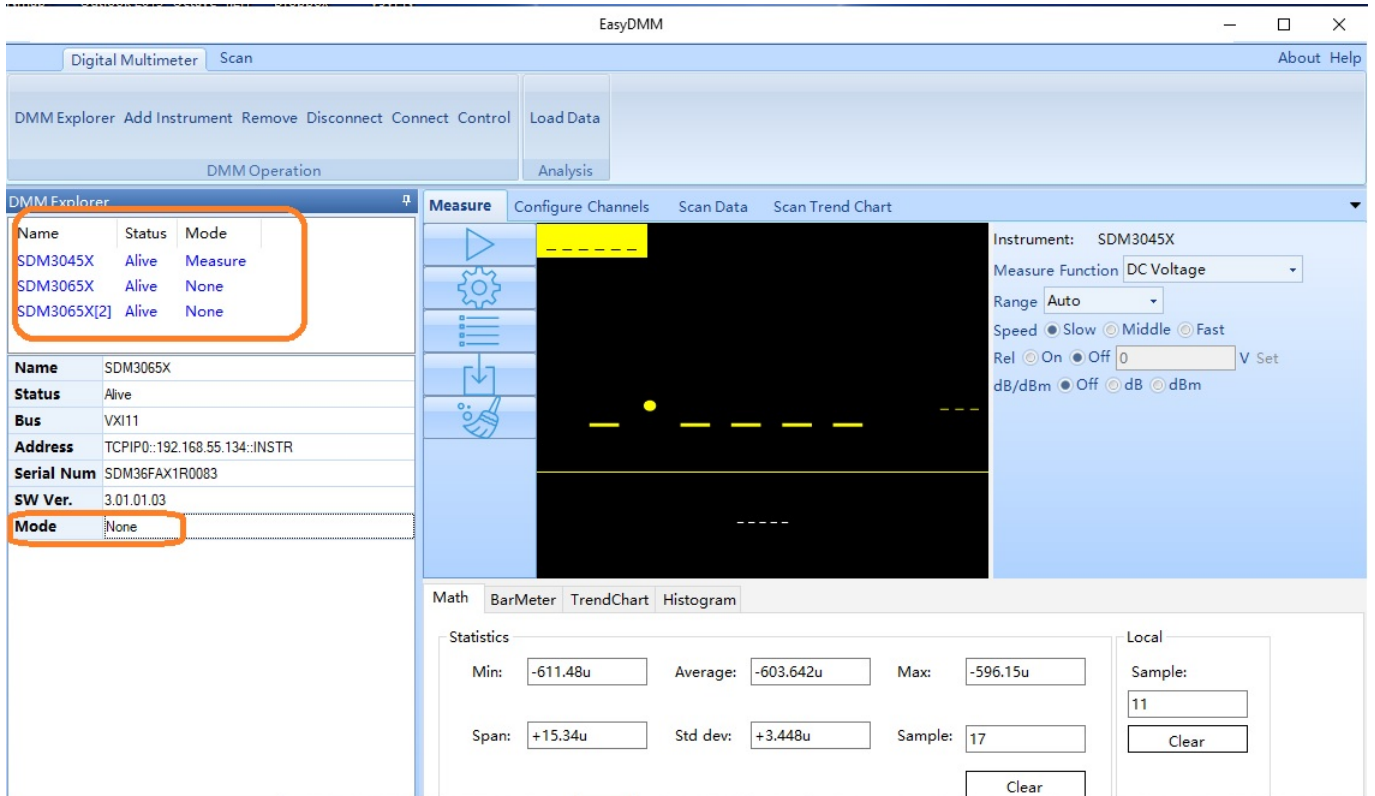 EasyDMM
Digital Multimeter Scan About Help
DMM Explorer Add Instrument Remove Disconnect Connect Control Load Data
DMM Operation Analysis
DMM Explorer
Name Status Mode
SDM3045X Alive Measure
SDM3065X Alive None
SDM3065X[2] Alive None
Name SDM3065X
Status Alive
Bus VXI11
Address TCPIP0::192.168.55.134::INSTR
Serial Num SDM36FAX1R0083
SW Ver. 3.01.01.03
Mode None
Measure Configure Channels Scan Data Scan Trend Chart
------
_ . _ _ _ _ ---
-----
Instrument: SDM3045X
Measure Function DC Voltage
Range Auto
Speed Slow Middle Fast
Rel On Off 0 V Set
dB/dBm Off dB dBm
Math BarMeter TrendChart Histogram
Statistics
Min: -611.48u Average: -603.642u Max: -596.15u
Span: +15.34u Std dev: +3.448u Sample: 17
Clear
Local
Sample:
11
Clear